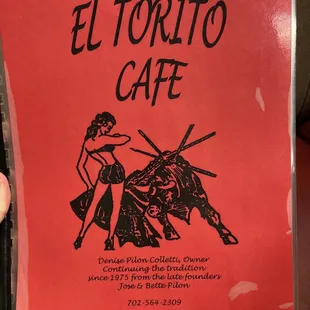 EL TORITO
CAFE
Denise Pilon Colletti, Owner
Continuing the tradition
since 1975 from the late founders
Jose & Bette Pilon
702-564-2309